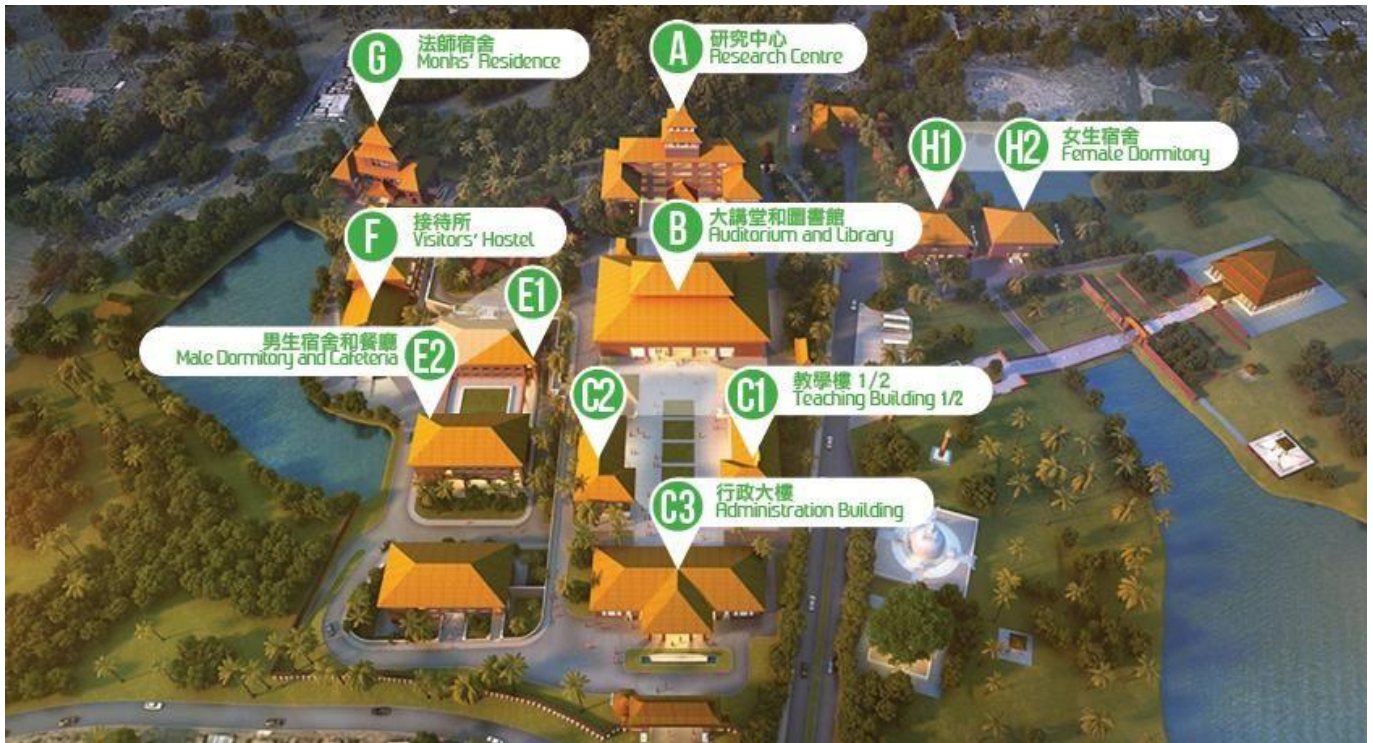 G
法師宿舍
Monks' Residence
A
研究中心
Research Centre
H1
H2
女生宿舍
Female Dormitory
F
接待所
Visitors' Hostel
B
大講堂和圖書館
Auditorium and Library
E1
男生宿舍和餐廳
Male Dormitory and Cafeteria
E2
C2
C1
教學樓 1/2
Teaching Building 1/2
C3
行政大樓
Administration Building